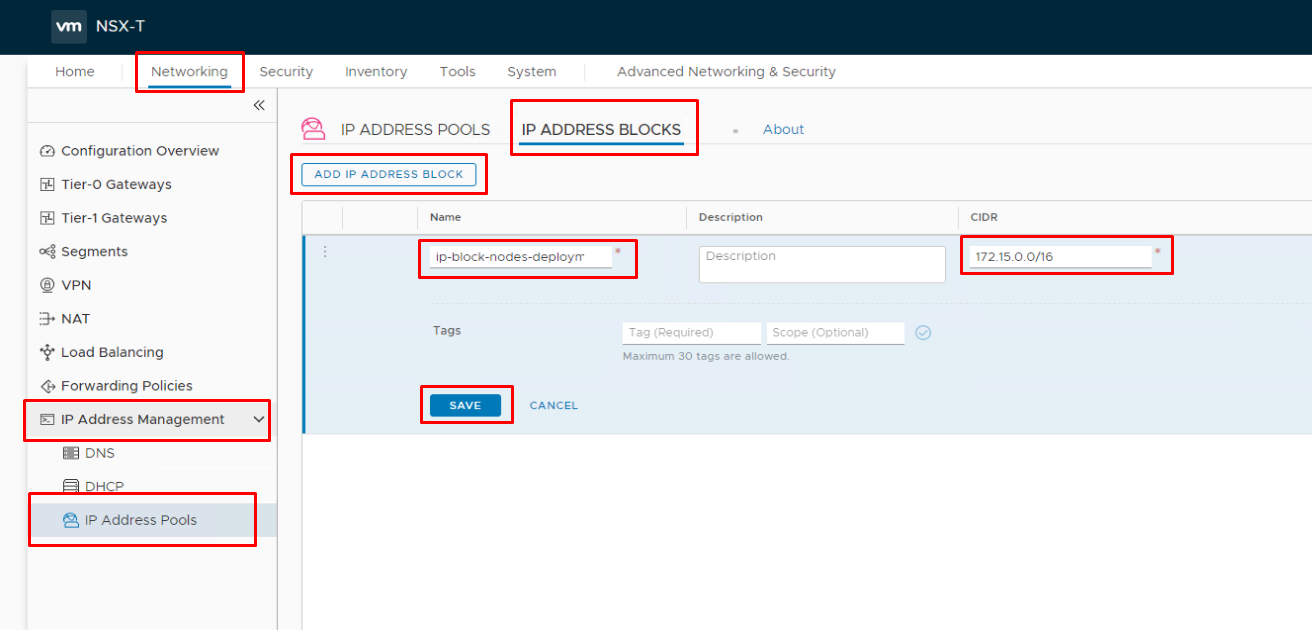 vm NSX-T
Home Networking Security Inventory Tools System Advanced Networking & Security
IP ADDRESS POOLS IP ADDRESS BLOCKS About
Configuration Overview
Tier-0 Gateways
Tier-1 Gateways
Segments
VPN
NAT
Load Balancing
Forwarding Policies
IP Address Management
DNS
DHCP
IP Address Pools
ADD IP ADDRESS BLOCK
Name Description CIDR
ip-block-nodes-deploym * Description 172.15.0.0/16 *
Tags Tag (Required) Scope (Optional)
Maximum 30 tags are allowed.
SAVE CANCEL